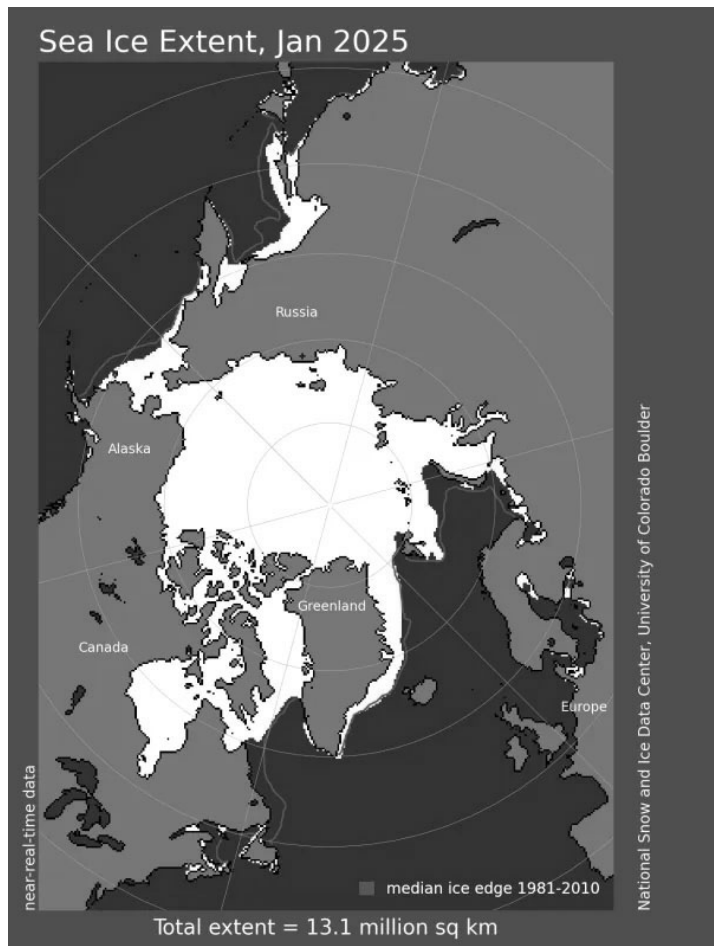 Sea Ice Extent, Jan 2025
Russia
Alaska
Greenland
Canada
Europe
National Snow and Ice Data Center, University of Colorado Boulder
near-real-time data
median ice edge 1981-2010
Total extent = 13.1 million sq km